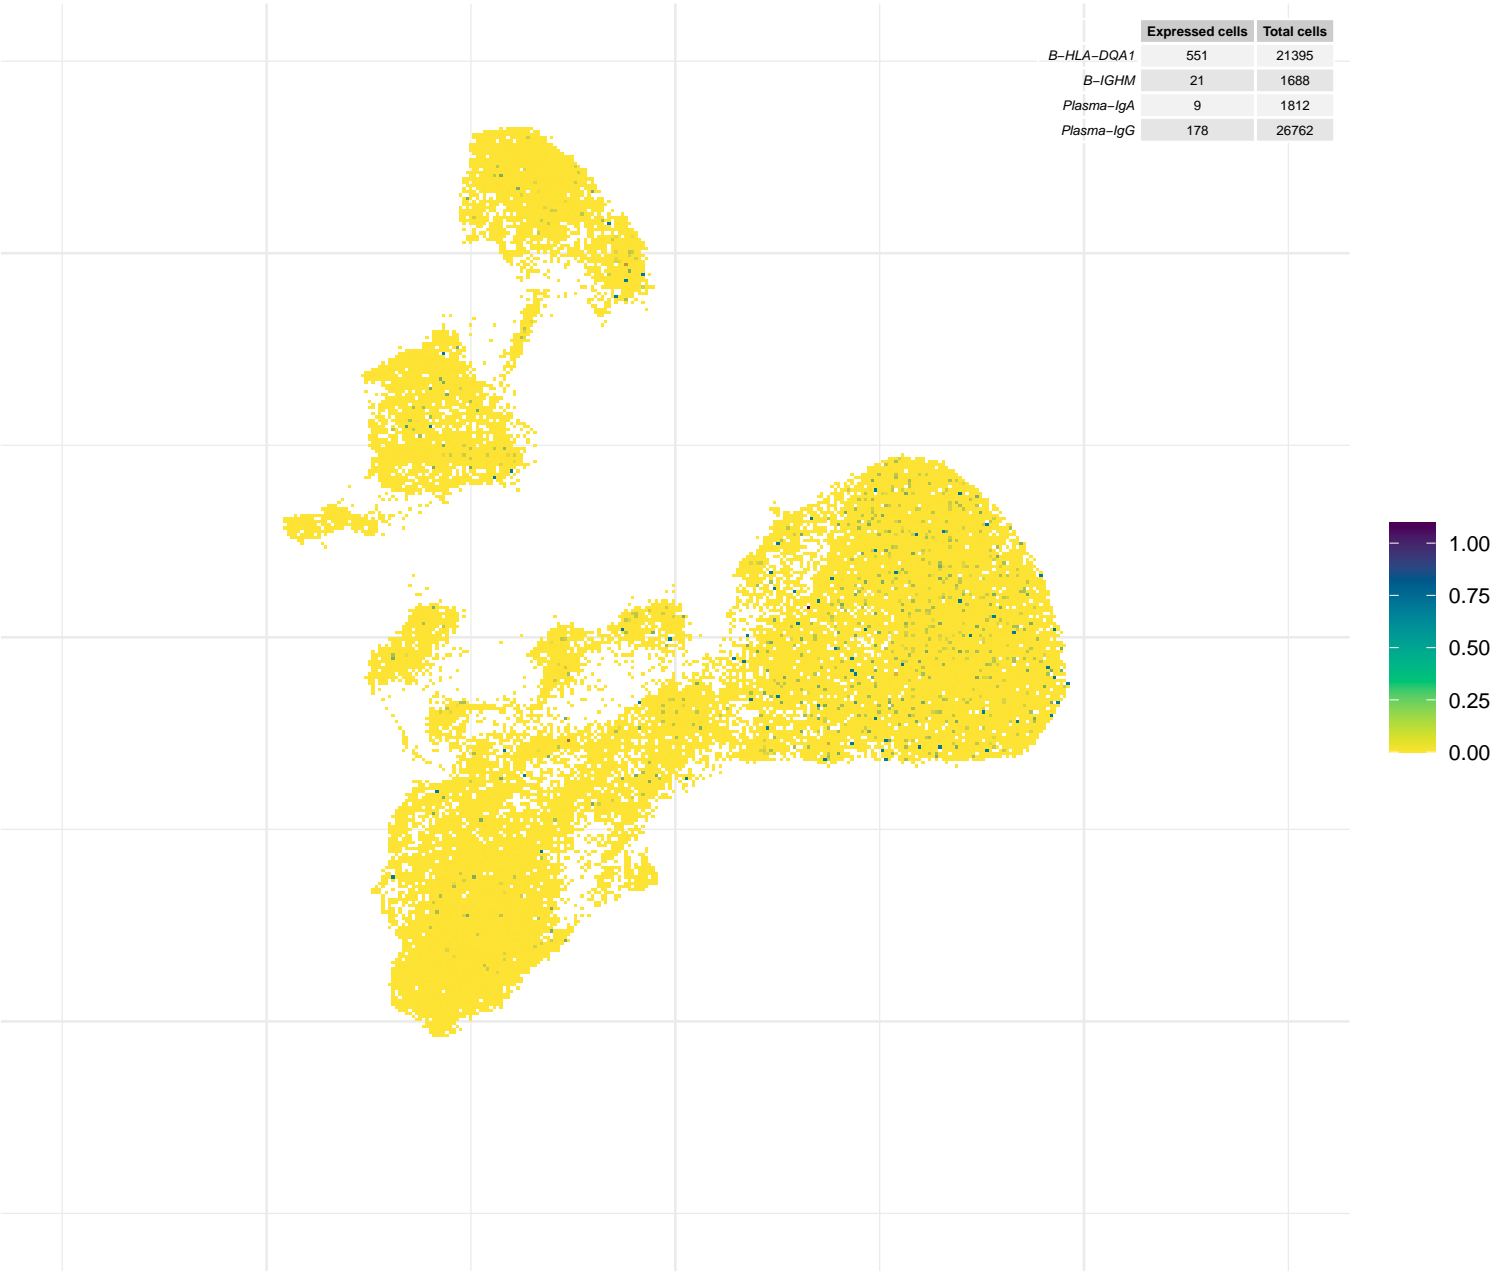 Expressed cells Total cells
B−HLA−DQA1 551 21395
B−IGHM 21 1688
Plasma−IgA 9 1812
Plasma−IgG 178 26762
1.00
0.75
0.50
0.25
0.00